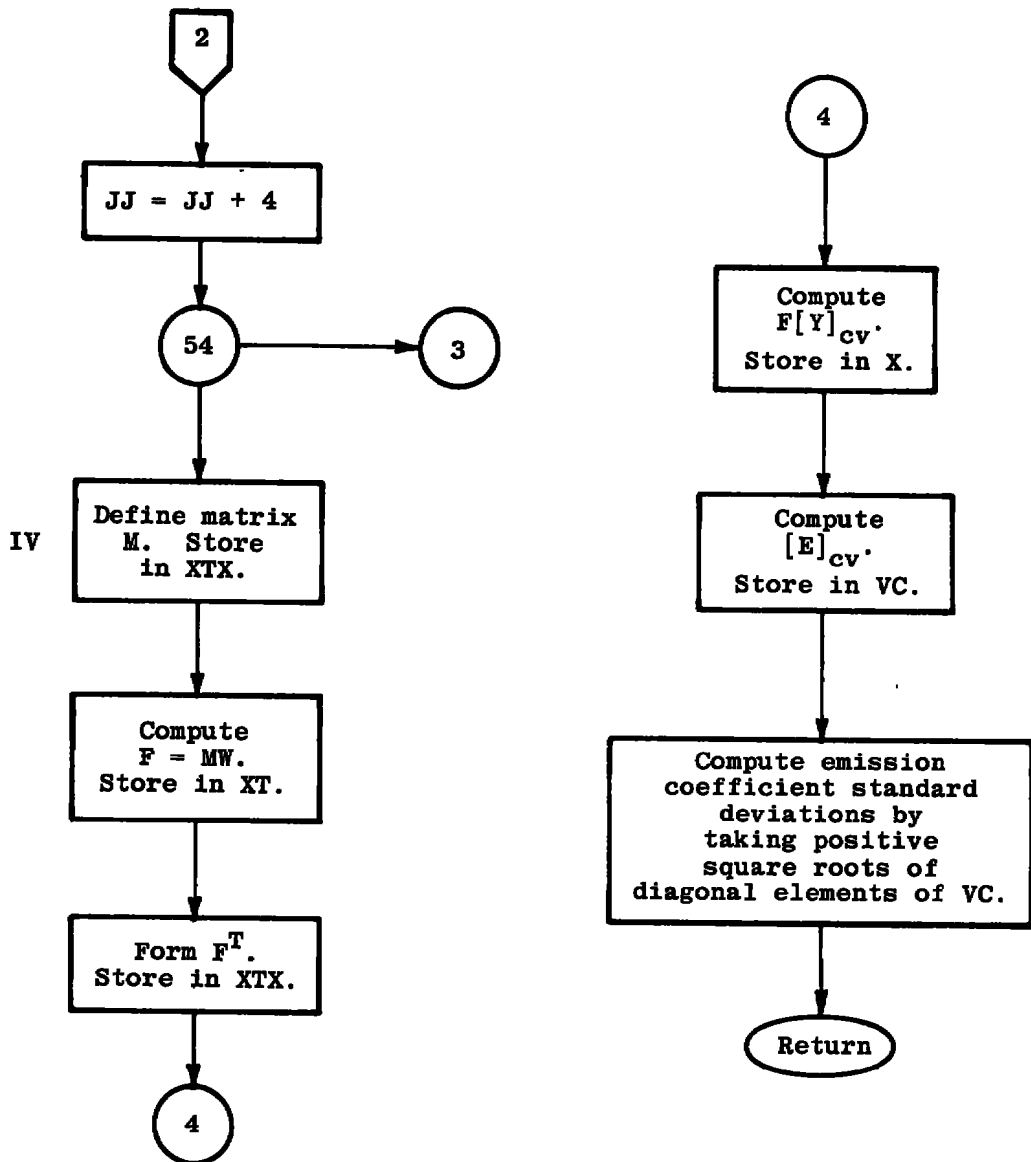 2
JJ = JJ + 4
54
3
IV
Define matrix
M. Store
in XTX.
Compute
F = MW.
Store in XT.
Form F^T.
Store in XTX.
4
4
Compute
F[Y]_cv.
Store in X.
Compute
[E]_cv.
Store in VC.
Compute emission
coefficient standard
deviations by
taking positive
square roots of
diagonal elements of VC.
Return